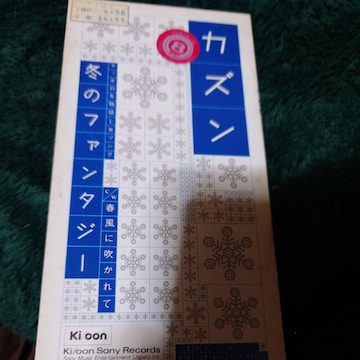 カズン
冬のファンタジー
c/w 春風に吹かれて
Ki oon
Ki/oon Sony Records